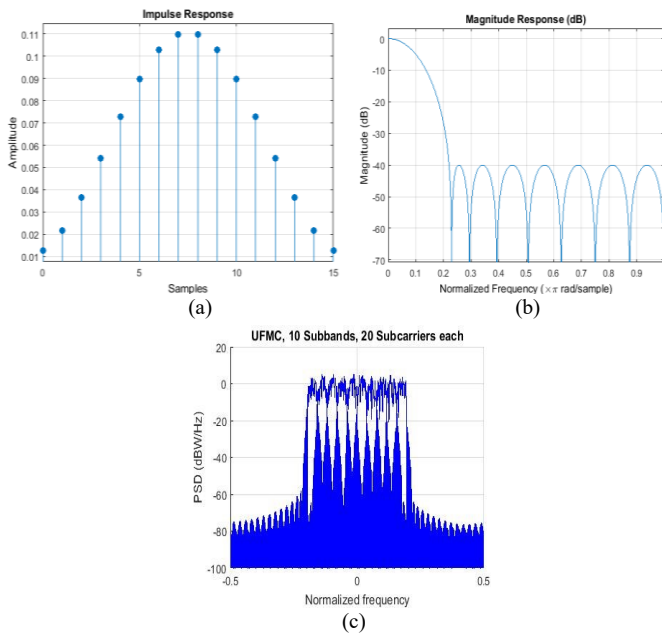 Impulse Response
0.11
0.1
0.09
0.08
0.07
0.06
0.05
0.04
0.03
0.02
0.01
Amplitude
0 5 10 15
Samples
(a)
Magnitude Response (dB)
0
-10
-20
-30
-40
-50
-60
-70
Magnitude (dB)
0 0.1 0.2 0.3 0.4 0.5 0.6 0.7 0.8 0.9
Normalized Frequency (×π rad/sample)
(b)
UFMC, 10 Subbands, 20 Subcarriers each
20
0
-20
-40
-60
-80
-100
PSD (dBW/Hz)
-0.5 0 0.5
Normalized frequency
(c)